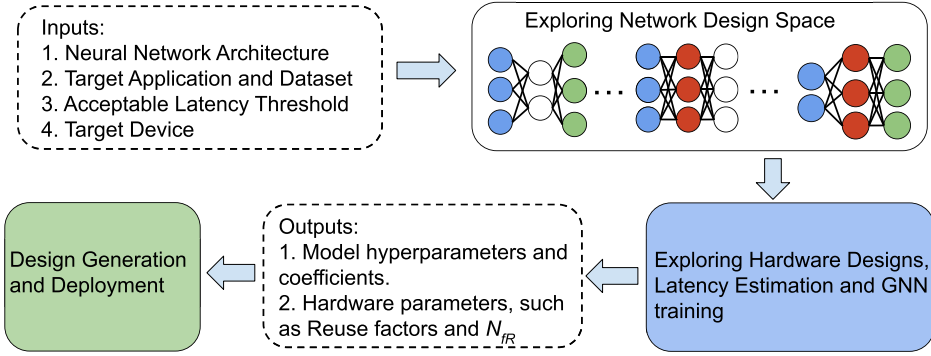 Inputs:
1. Neural Network Architecture
2. Target Application and Dataset
3. Acceptable Latency Threshold
4. Target Device
Exploring Network Design Space
... ...
Exploring Hardware Designs,
Latency Estimation and GNN
training
Outputs:
1. Model hyperparameters and
coefficients.
2. Hardware parameters, such
as Reuse factors and N_fR
Design Generation
and Deployment